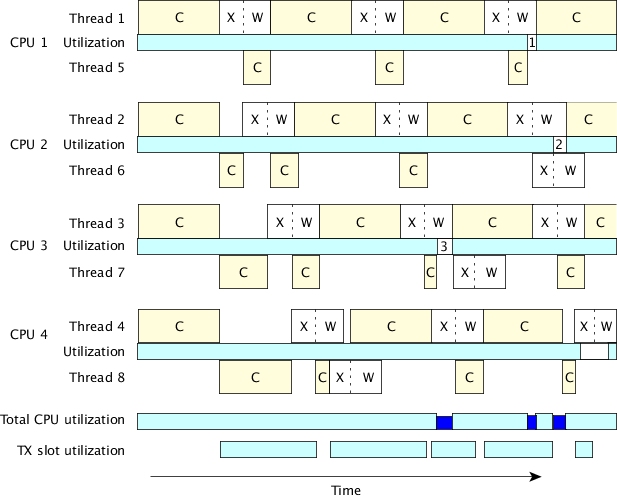 Thread 1 C X W C X W C X W C
CPU 1 Utilization 1
Thread 5 C C C
Thread 2 C X W C X W C X W C
CPU 2 Utilization 2
Thread 6 C C C X W
Thread 3 C X W C X W C X W C
CPU 3 Utilization 3
Thread 7 C C C X W C
Thread 4 C X W C X W C X W
CPU 4
Utilization
Thread 8 C C X W C C
Total CPU utilization
TX slot utilization
Time